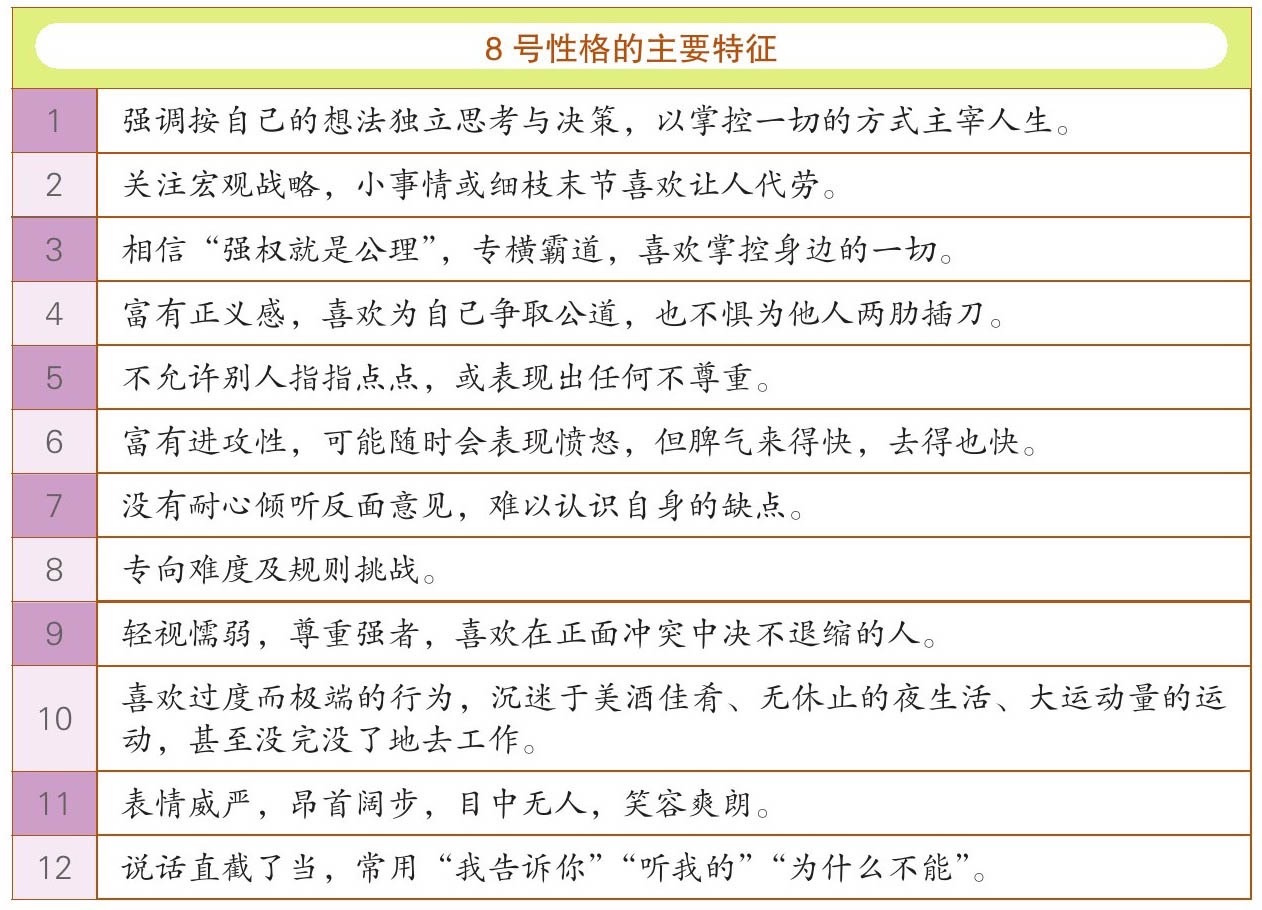 8 号性格的主要特征
1 强调按自己的想法独立思考与决策，以掌控一切的方式主宰人生。
2 关注宏观战略，小事情或细枝末节喜欢让人代劳。
3 相信“强权就是公理”，专横霸道，喜欢掌控身边的一切。
4 富有正义感，喜欢为自己争取公道，也不惧为他人两肋插刀。
5 不允许别人指指点点，或表现出任何不尊重。
6 富有进攻性，可能随时会表现愤怒，但脾气来得快，去得也快。
7 没有耐心倾听反面意见，难以认识自身的缺点。
8 专向难度及规则挑战。
9 轻视懦弱，尊重强者，喜欢在正面冲突中决不退缩的人。
10 喜欢过度而极端的行为，沉迷于美酒佳肴、无休止的夜生活、大运动量的运
动，甚至没完没了地去工作。
11 表情威严，昂首阔步，目中无人，笑容爽朗。
12 说话直截了当，常用“我告诉你”“听我的”“为什么不能”。